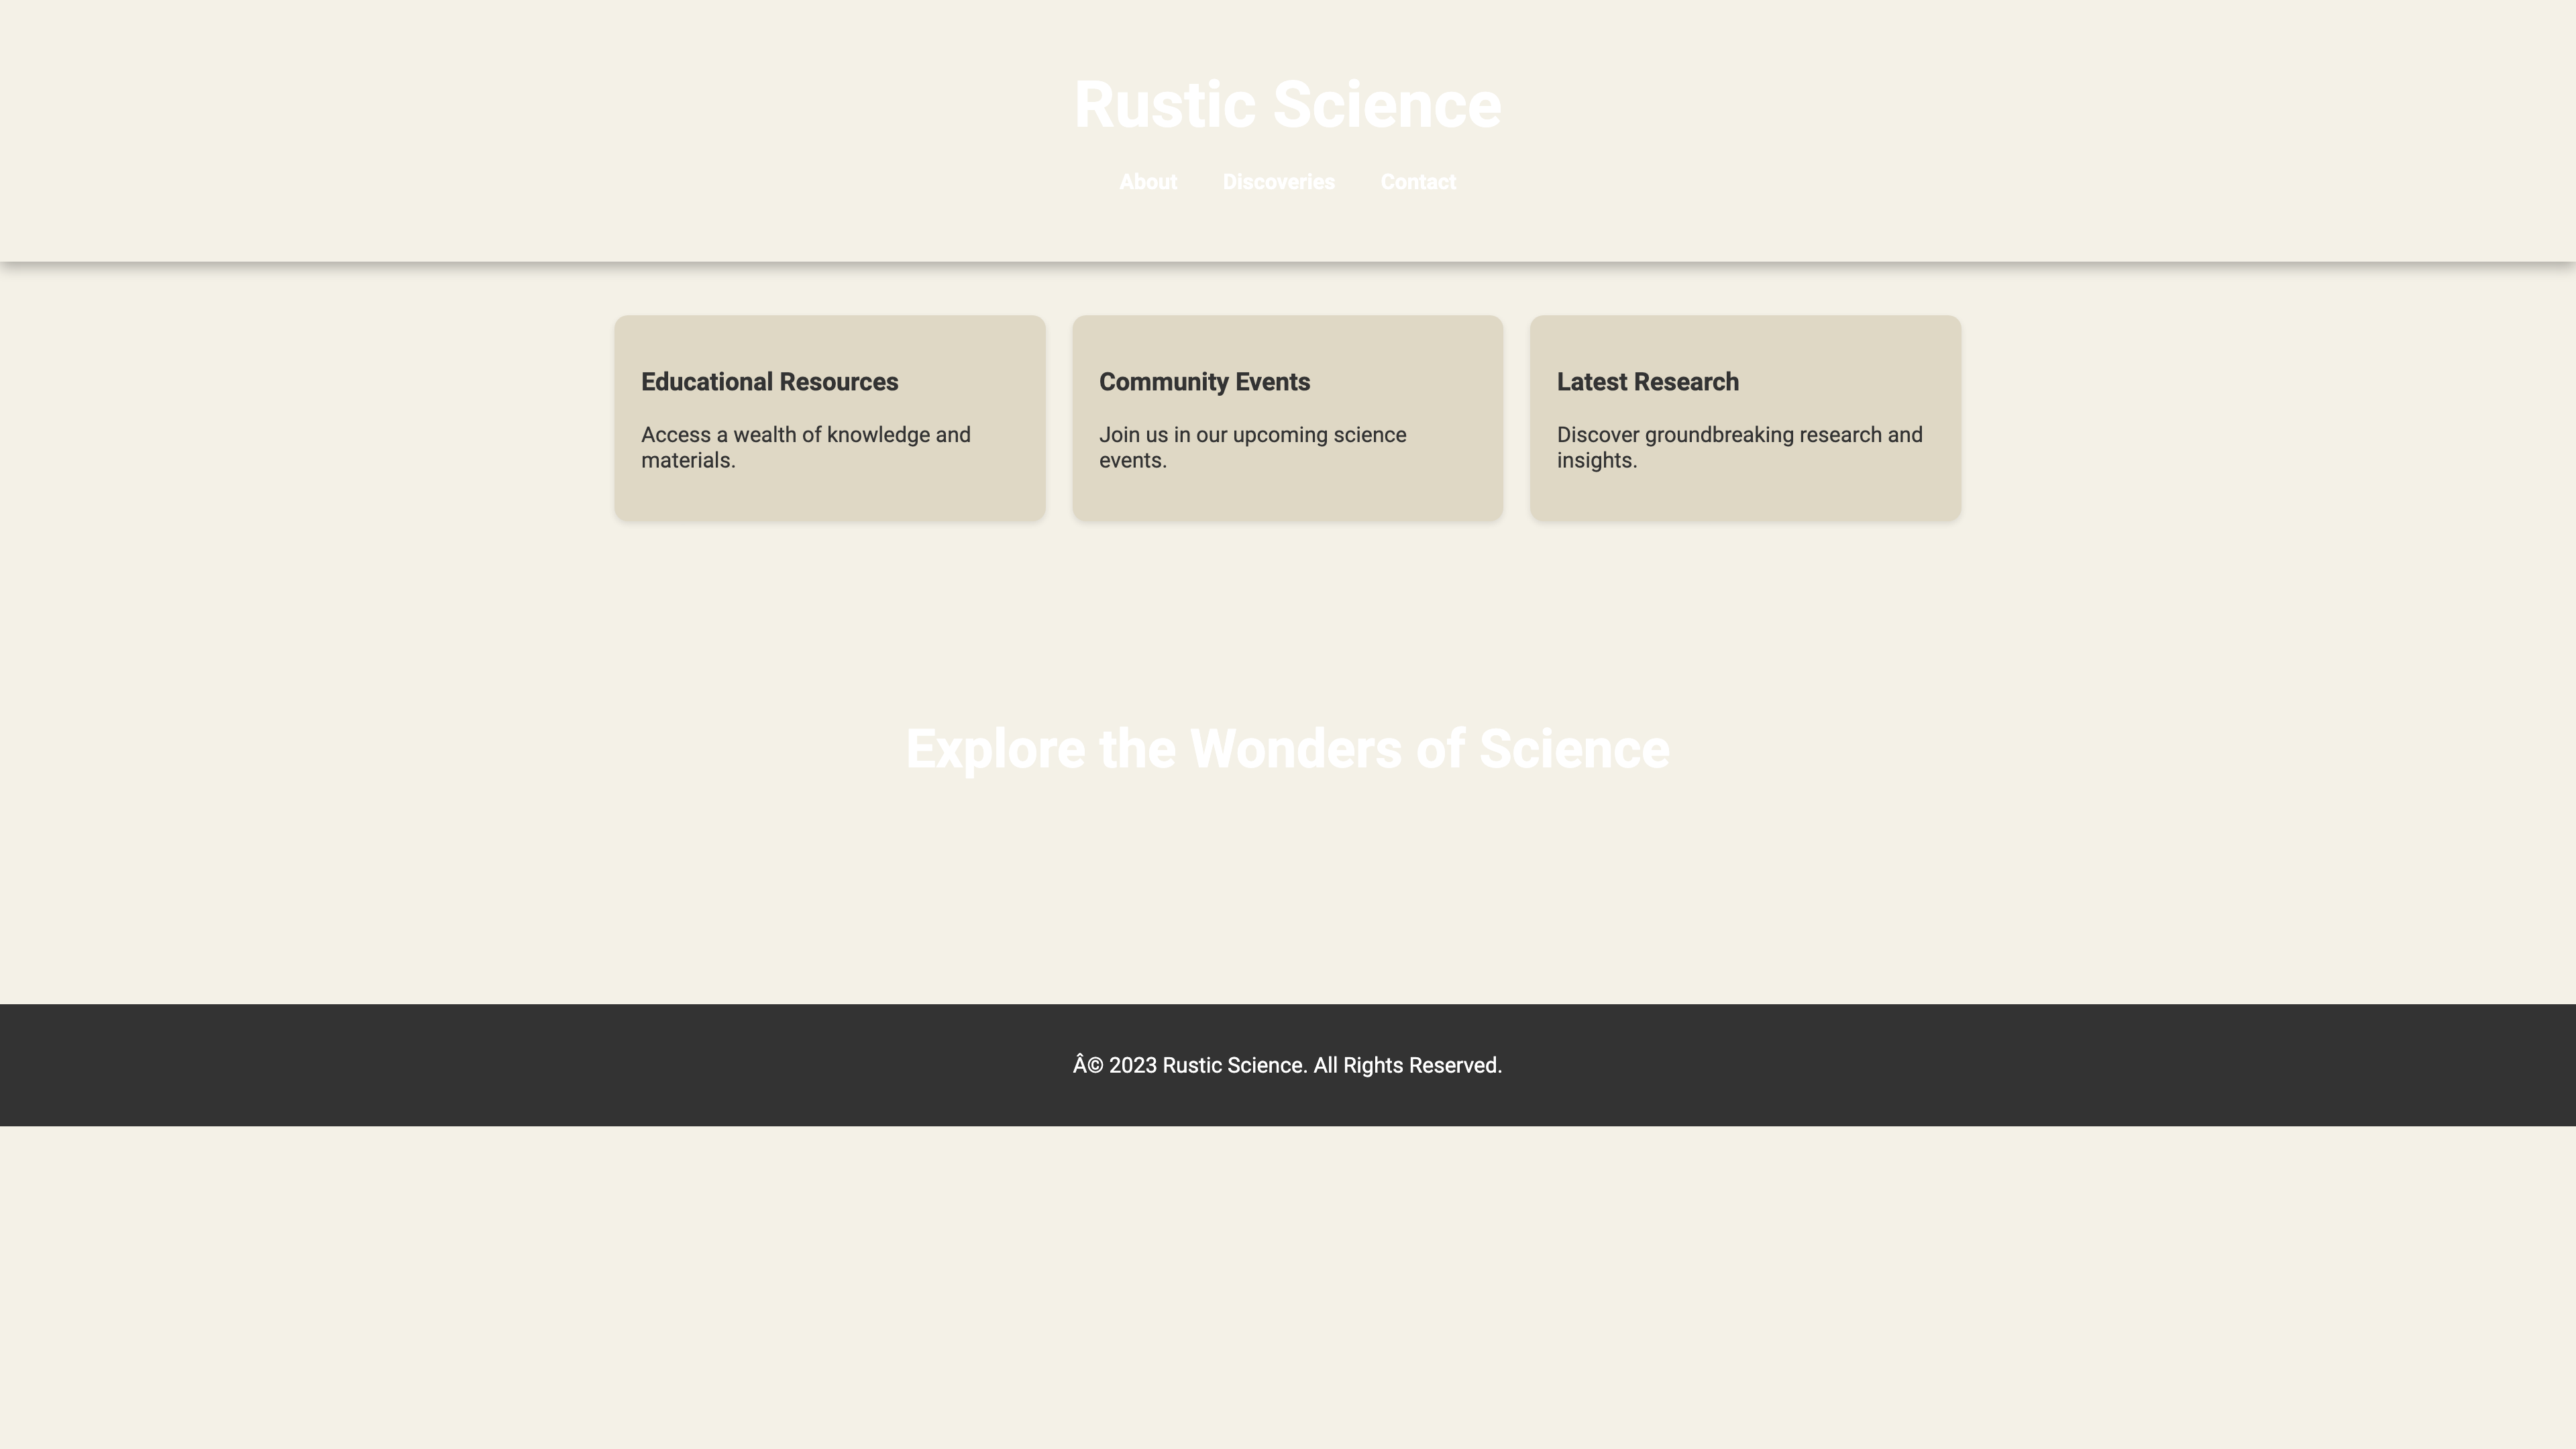 Rustic Science
About Discoveries Contact
Educational Resources
Access a wealth of knowledge and
materials.
Community Events
Join us in our upcoming science
events.
Latest Research
Discover groundbreaking research and
insights.
Explore the Wonders of Science
Â© 2023 Rustic Science. All Rights Reserved.